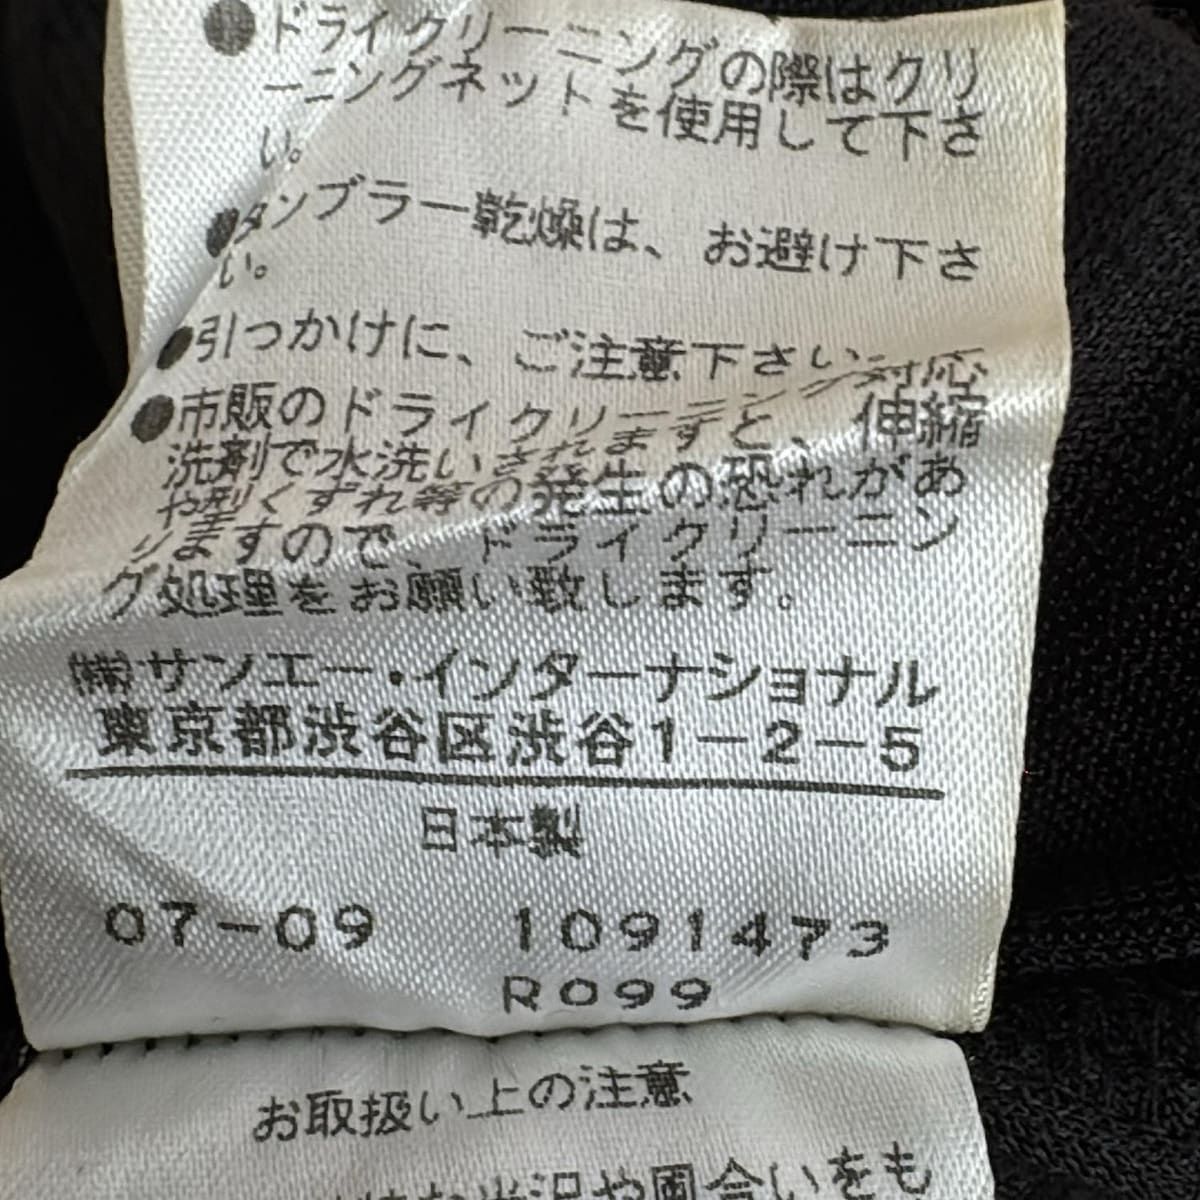 ●ドライクリーニングの際はクリ
ーニングネットを使用して下さ
い。
●タンブラー乾燥は、お避け下さ
い。
●引っかけに、ご注意下さい
●市販のドライクリーニング対応
洗剤で水洗いされますと、伸縮
や型くずれ等の発生の恐れがあ
りますので、ドライクリーニン
グ処理をお願い致します。
㈱サンエー・インターナショナル
東京都渋谷区渋谷1-2-5
日本製
07-09 1091473
R099
お取扱い上の注意
光沢や風合いをも